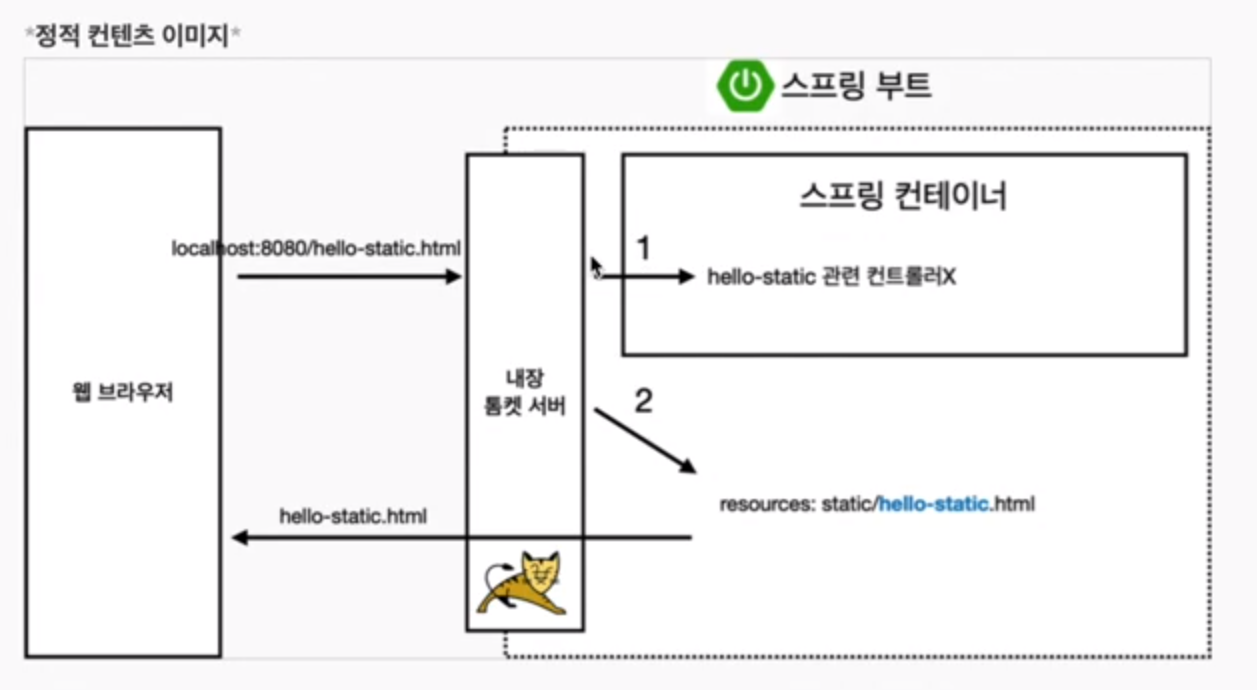 *정적 컨텐츠 이미지*
스프링 부트
스프링 컨테이너
localhost:8080/hello-static.html
1
hello-static 관련 컨트롤러X
웹 브라우저
내장
톰켓 서버
2
resources: static/hello-static.html
hello-static.html